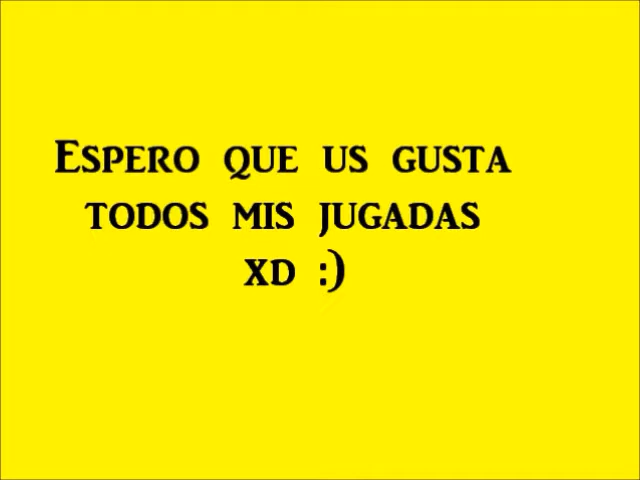 Espero que us gusta
todos mis jugadas
xd :)